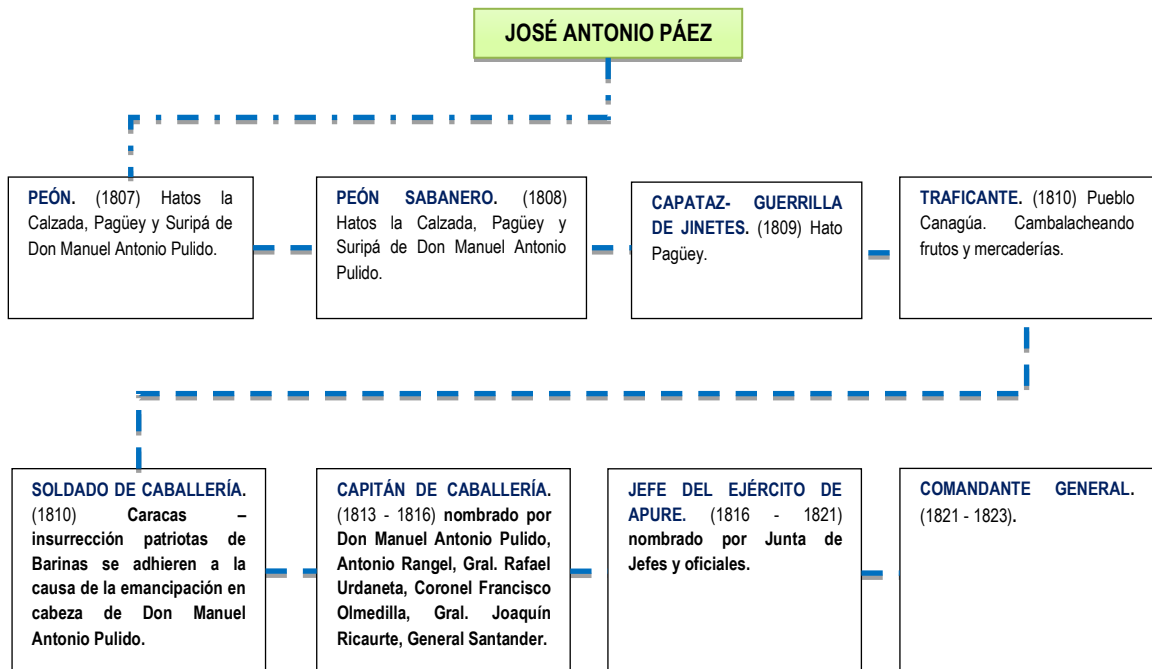 JOSÉ ANTONIO PÁEZ
PEÓN. (1807) Hatos la
Calzada, Pagüey y Suripá de
Don Manuel Antonio Pulido.
PEÓN SABANERO. (1808)
Hatos la Calzada, Pagüey y
Suripá de Don Manuel Antonio
Pulido.
CAPATAZ- GUERRILLA
DE JINETES. (1809) Hato
Pagüey.
TRAFICANTE. (1810) Pueblo
Canagúa. Cambalacheando
frutos y mercaderías.
SOLDADO DE CABALLERÍA.
(1810) Caracas –
insurrección patriotas de
Barinas se adhieren a la
causa de la emancipación en
cabeza de Don Manuel
Antonio Pulido.
CAPITÁN DE CABALLERÍA.
(1813 - 1816) nombrado por
Don Manuel Antonio Pulido,
Antonio Rangel, Gral. Rafael
Urdaneta, Coronel Francisco
Olmedilla, Gral. Joaquín
Ricaurte, General Santander.
JEFE DEL EJÉRCITO DE
APURE. (1816 - 1821)
nombrado por Junta de
Jefes y oficiales.
COMANDANTE GENERAL.
(1821 - 1823).